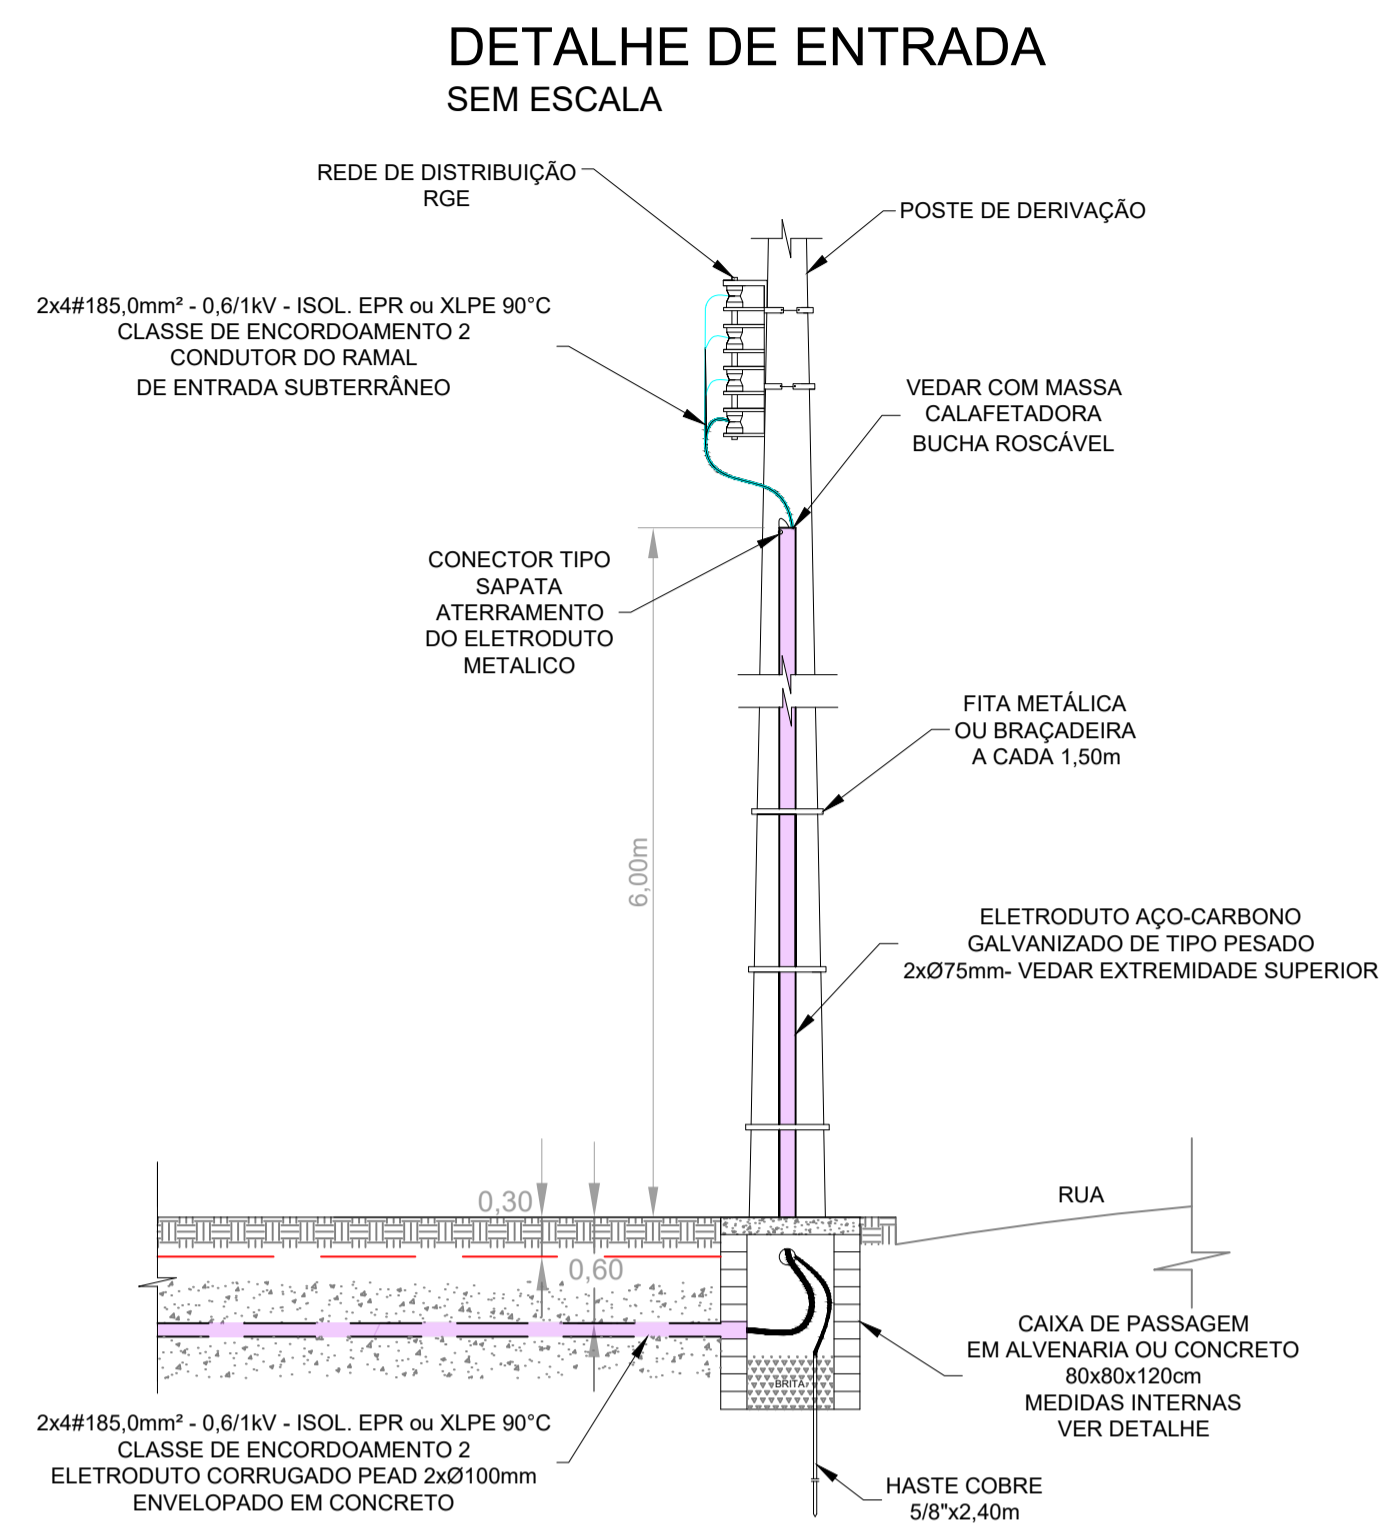 DETALHE DE ENTRADA
SEM ESCALA
REDE DE DISTRIBUIÇÃO
RGE
POSTE DE DERIVAÇÃO
2x4#185,0mm² - 0,6/1kV - ISOL. EPR ou XLPE 90°C
CLASSE DE ENCORDOAMENTO 2
CONDUTOR DO RAMAL
DE ENTRADA SUBTERRÂNEO
VEDAR COM MASSA
CALAFETADORA
BUCHA ROSCÁVEL
CONECTOR TIPO
SAPATA
ATERRAMENTO
DO ELETRODUTO
METALICO
FITA METÁLICA
OU BRAÇADEIRA
A CADA 1,50m
6,00m
ELETRODUTO AÇO-CARBONO
GALVANIZADO DE TIPO PESADO
2xØ75mm- VEDAR EXTREMIDADE SUPERIOR
0,30
RUA
0,60
CAIXA DE PASSAGEM
EM ALVENARIA OU CONCRETO
80x80x120cm
MEDIDAS INTERNAS
VER DETALHE
BRITA
2x4#185,0mm² - 0,6/1kV - ISOL. EPR ou XLPE 90°C
CLASSE DE ENCORDOAMENTO 2
ELETRODUTO CORRUGADO PEAD 2xØ100mm
ENVELOPADO EM CONCRETO
HASTE COBRE
5/8"x2,40m